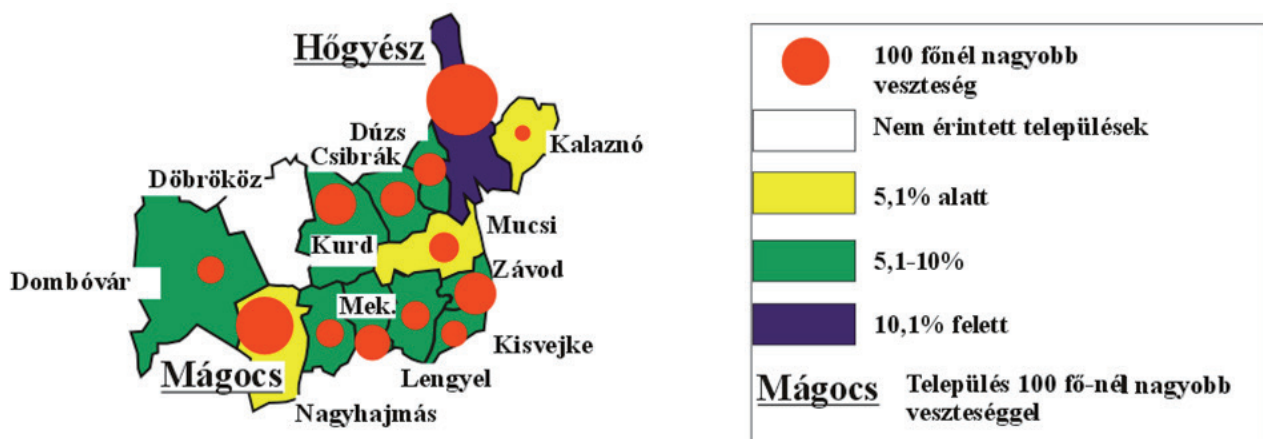 Hőgyész
Dúzs
Csibrák
Kalaznó
Döbrököz
Mucsi
Kurd
Závod
Dombóvár
Mek.
Kisvejke
Mágocs
Lengyel
Nagyhajmás
100 főnél nagyobb
veszteség
Nem érintett települések
5,1% alatt
5,1-10%
10,1% felett
Mágocs
Település 100 fő-nél nagyobb
veszteséggel